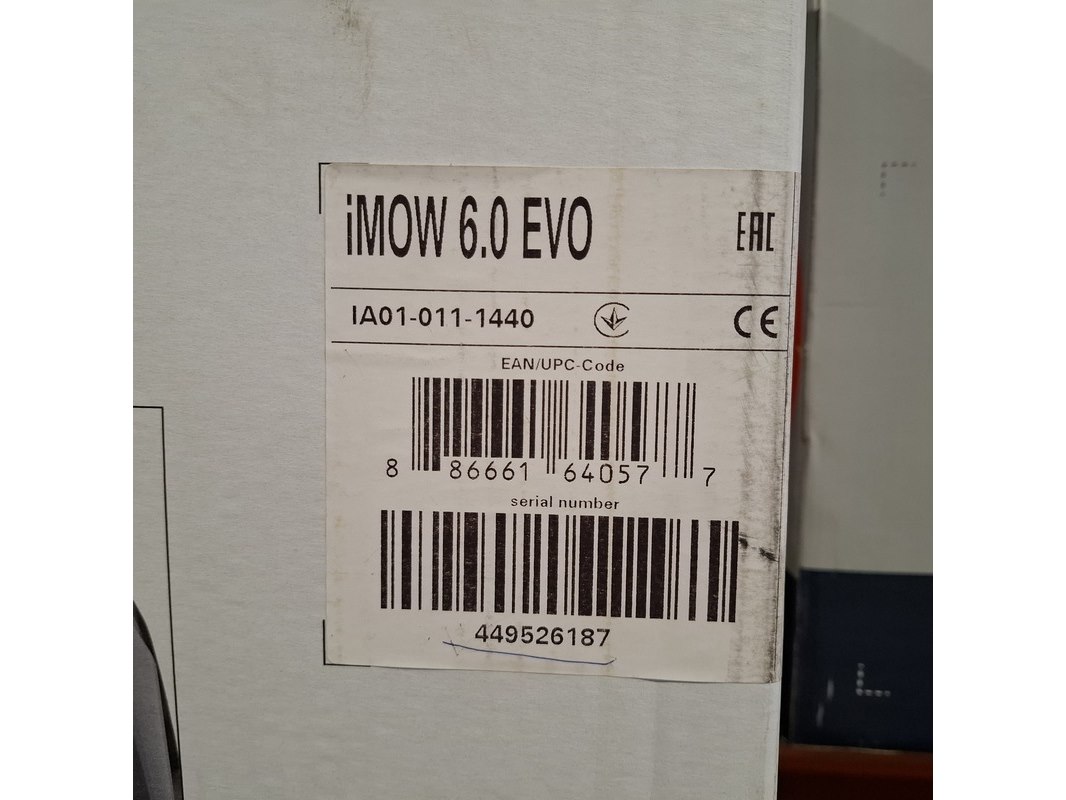 iMOW 6.0 EVO
EAC
IA01-011-1440
CE
EAN/UPC-Code
8 86661 64057 7
serial number
449526187